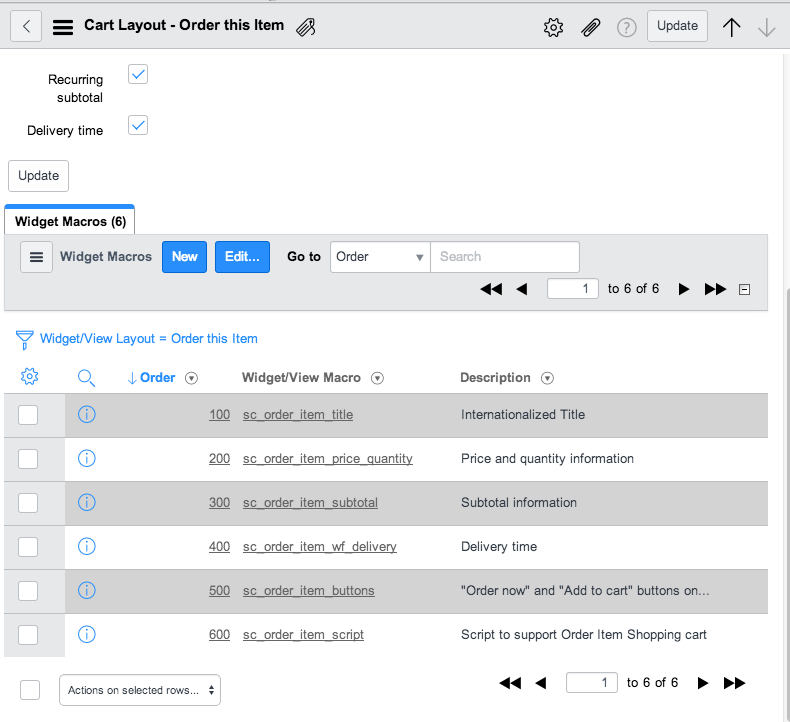 Cart Layout - Order this Item
Update
Recurring
subtotal
Delivery time
Update
Widget Macros (6)
Widget Macros New Edit... Go to Order Search
1 to 6 of 6
Widget/View Layout = Order this Item
Order Widget/View Macro Description
100 sc_order_item_title Internationalized Title
200 sc_order_item_price_quantity Price and quantity information
300 sc_order_item_subtotal Subtotal information
400 sc_order_item_wf_delivery Delivery time
500 sc_order_item_buttons "Order now" and "Add to cart" buttons on...
600 sc_order_item_script Script to support Order Item Shopping cart
Actions on selected rows... 1 to 6 of 6